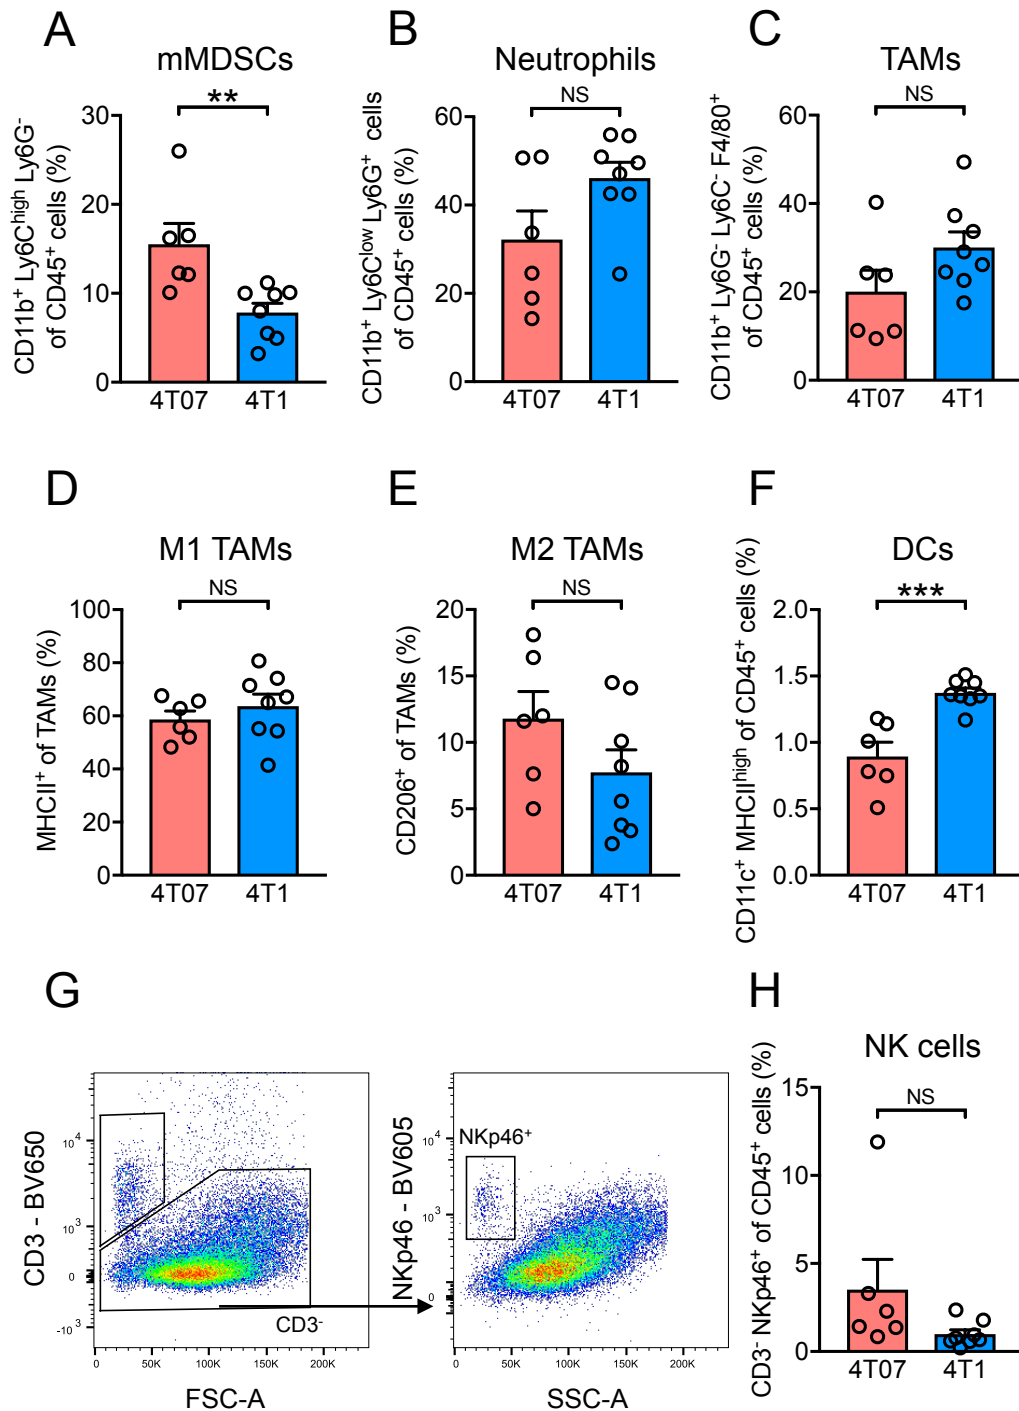 A
mMDSCs
**
CD11b+ Ly6Chigh Ly6G-
of CD45+ cells (%)
30
20
10
0
4T07
4T1
B
Neutrophils
NS
CD11b+ Ly6Clow Ly6G+ cells
of CD45+ cells (%)
60
40
20
0
4T07
4T1
C
TAMs
NS
CD11b+ Ly6G- Ly6C- F4/80+
of CD45+ cells (%)
60
40
20
0
4T07
4T1
D
M1 TAMs
NS
MHCII+ of TAMs (%)
100
80
60
40
20
0
4T07
4T1
E
M2 TAMs
NS
CD206+ of TAMs (%)
20
15
10
5
0
4T07
4T1
F
DCs
***
CD11c+ MHCIIhigh of CD45+ cells (%)
2.0
1.5
1.0
0.5
0.0
4T07
4T1
G
CD3 - BV650
10^4
10^3
0
-10^3
CD3-
0
50K
100K
150K
200K
FSC-A
NKp46 - BV605
NKp46+
10^4
10^3
0
0
50K
100K
150K
200K
SSC-A
H
NK cells
NS
CD3- NKp46+ of CD45+ cells (%)
15
10
5
0
4T07
4T1